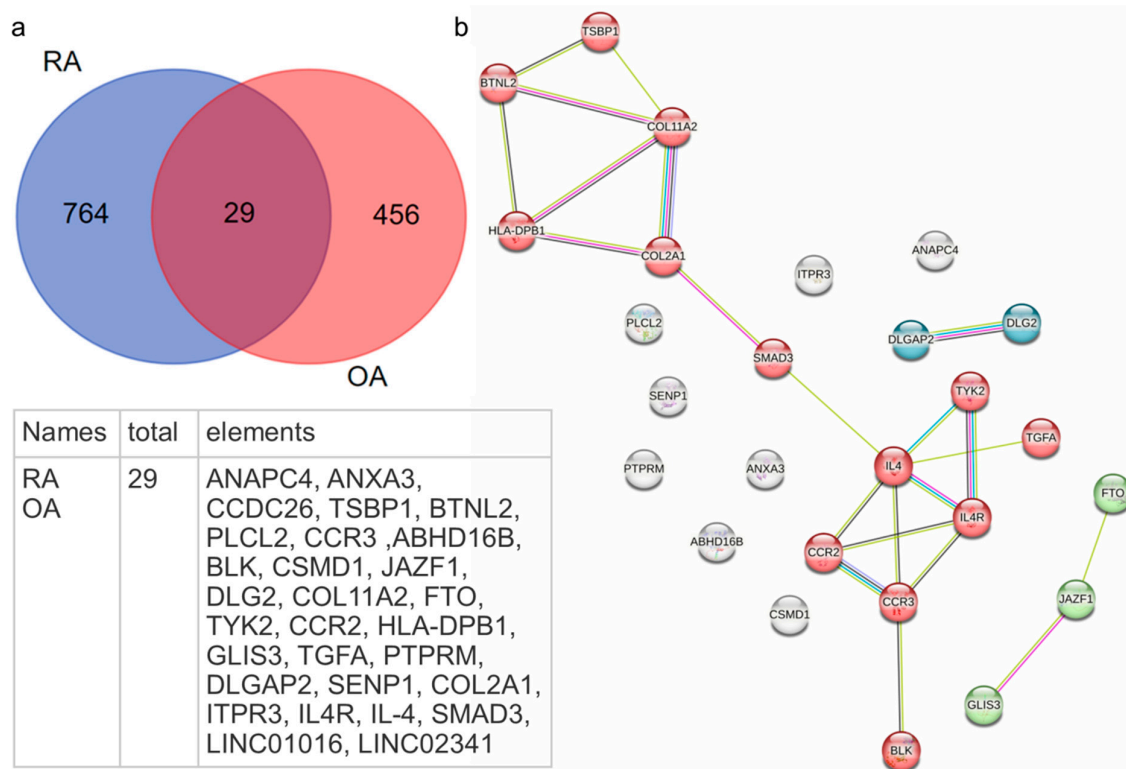 a
RA
764
29
456
OA
Names total elements
RA 29 ANAPC4, ANXA3,
OA CCDC26, TSBP1, BTNL2,
PLCL2, CCR3 ,ABHD16B,
BLK, CSMD1, JAZF1,
DLG2, COL11A2, FTO,
TYK2, CCR2, HLA-DPB1,
GLIS3, TGFA, PTPRM,
DLGAP2, SENP1, COL2A1,
ITPR3, IL4R, IL-4, SMAD3,
LINC01016, LINC02341
b
TSBP1
BTNL2
COL11A2
HLA-DPB1
COL2A1
ANAPC4
ITPR3
PLCL2
DLG2
DLGAP2
SMAD3
SENP1
TYK2
TGFA
PTPRM
ANXA3
IL4
FTO
IL4R
ABHD16B
CCR2
CSMD1
CCR3
JAZF1
GLIS3
BLK